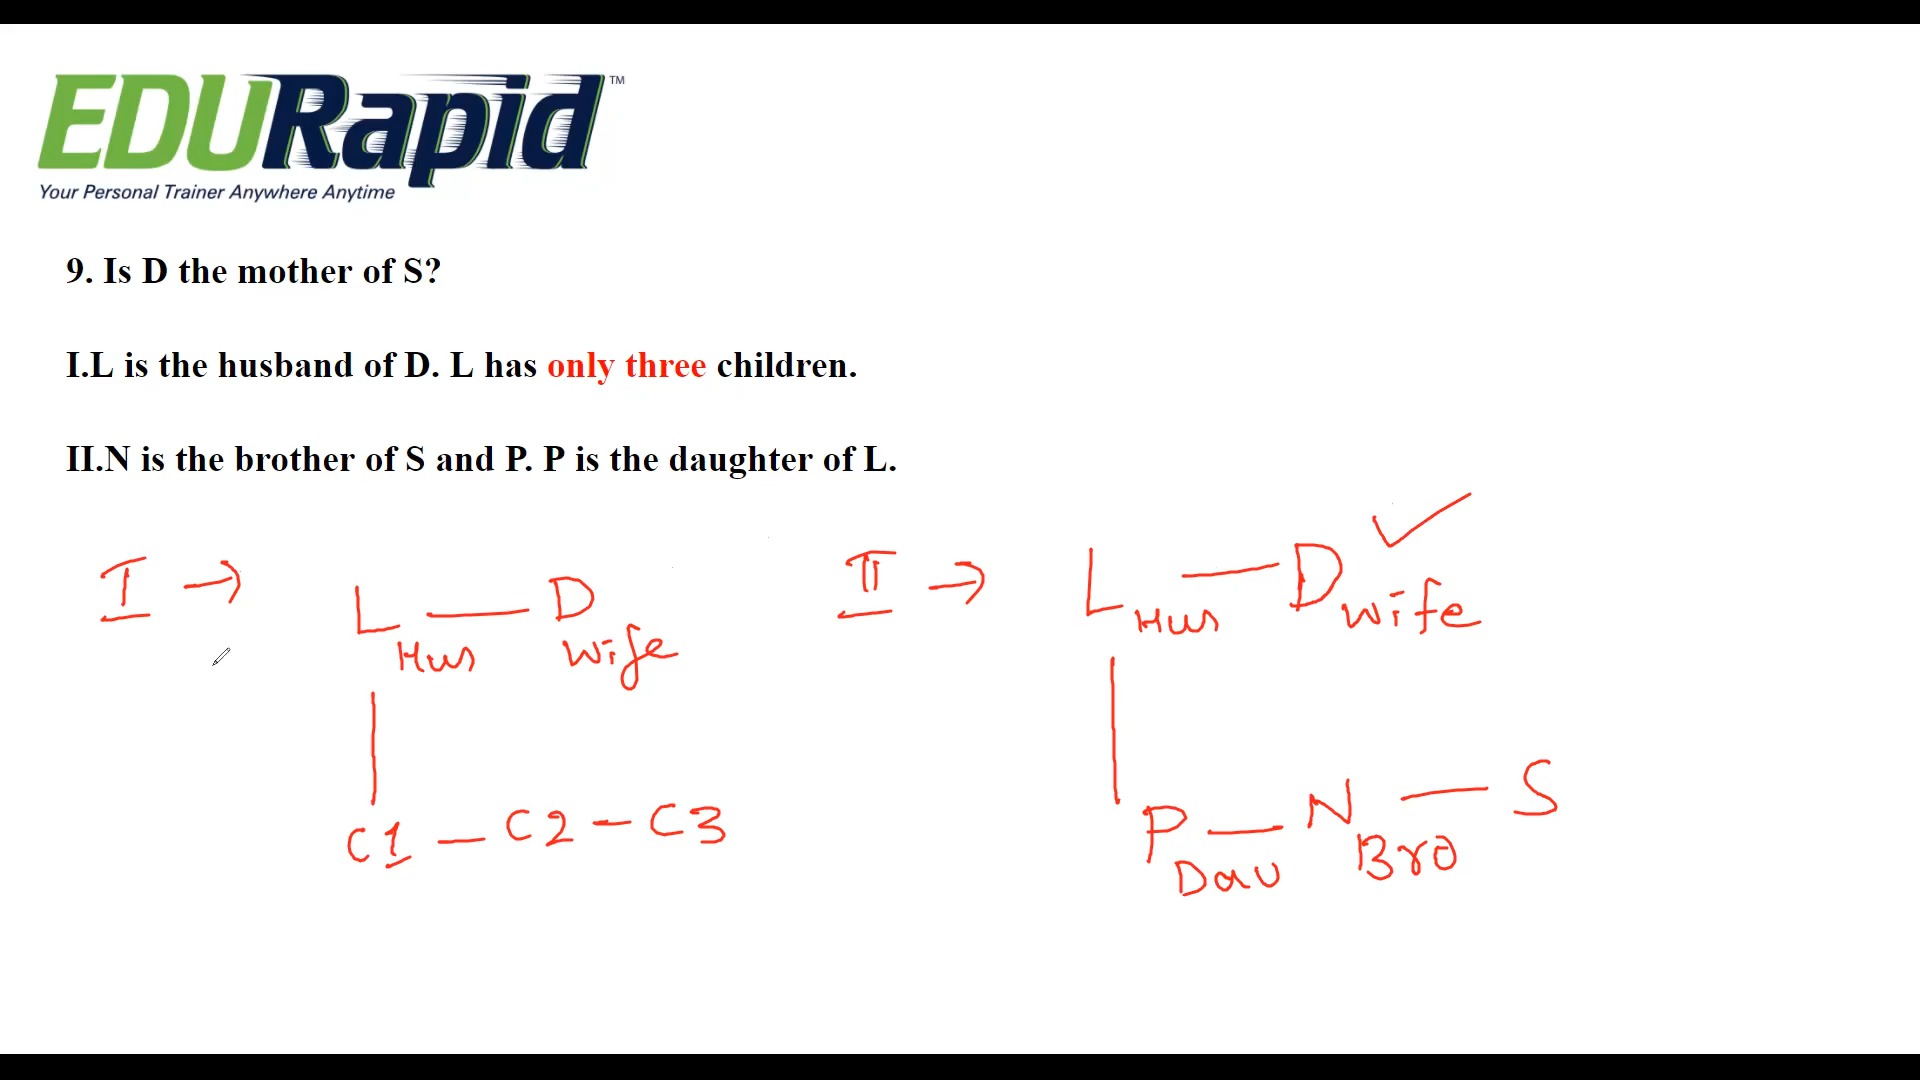 EDURapid™
Your Personal Trainer Anywhere Anytime
9. Is D the mother of S?
I.L is the husband of D. L has only three children.
II.N is the brother of S and P. P is the daughter of L.
I → L — D
Hus Wife
C1 — C2 — C3
II → L — D ✓
Hus Wife
P — N — S
Dau Bro